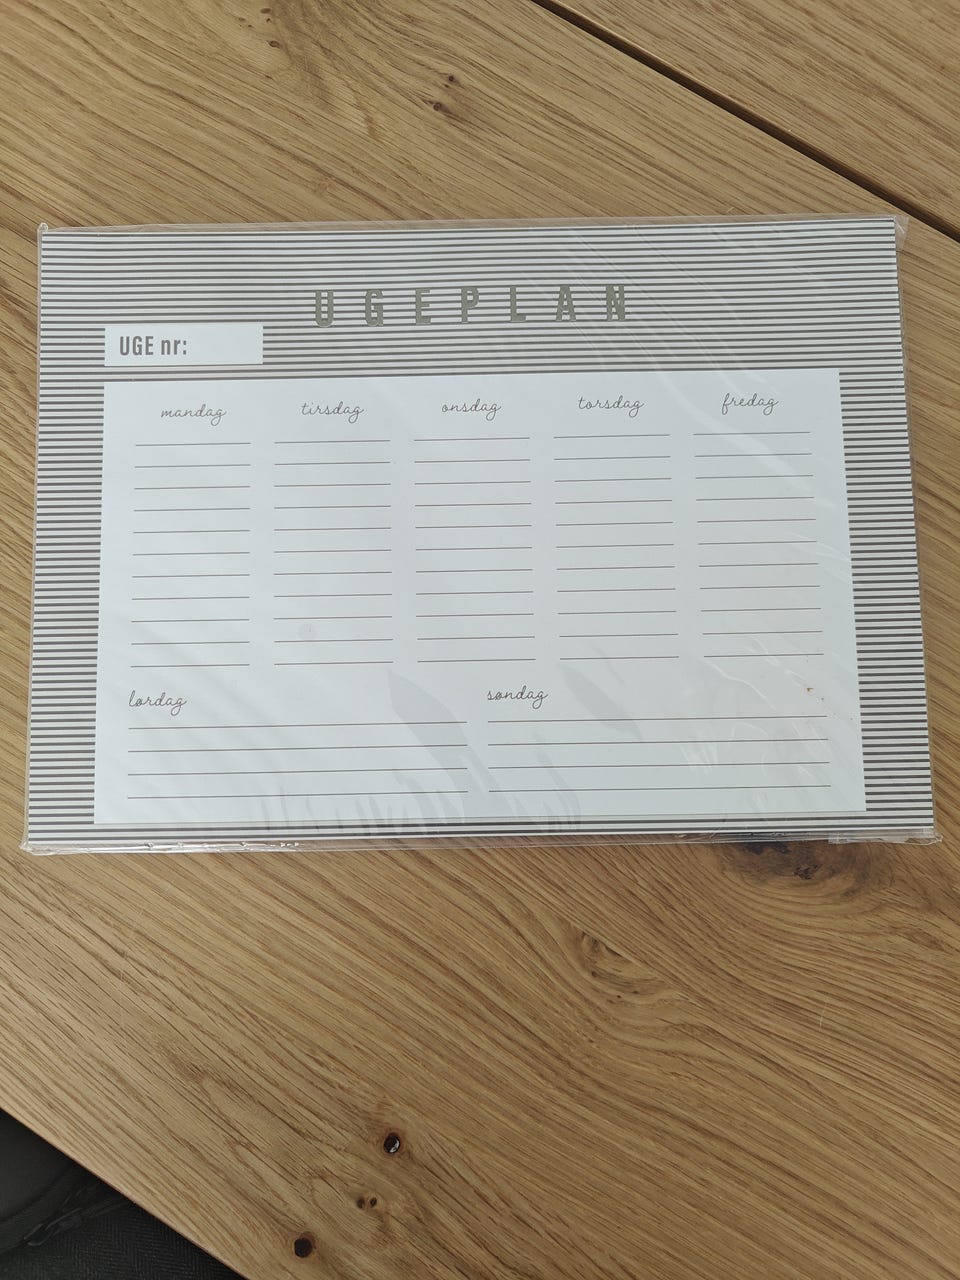 UGEPLAN
UGE nr:
mandag tirsdag onsdag torsdag fredag
lørdag søndag